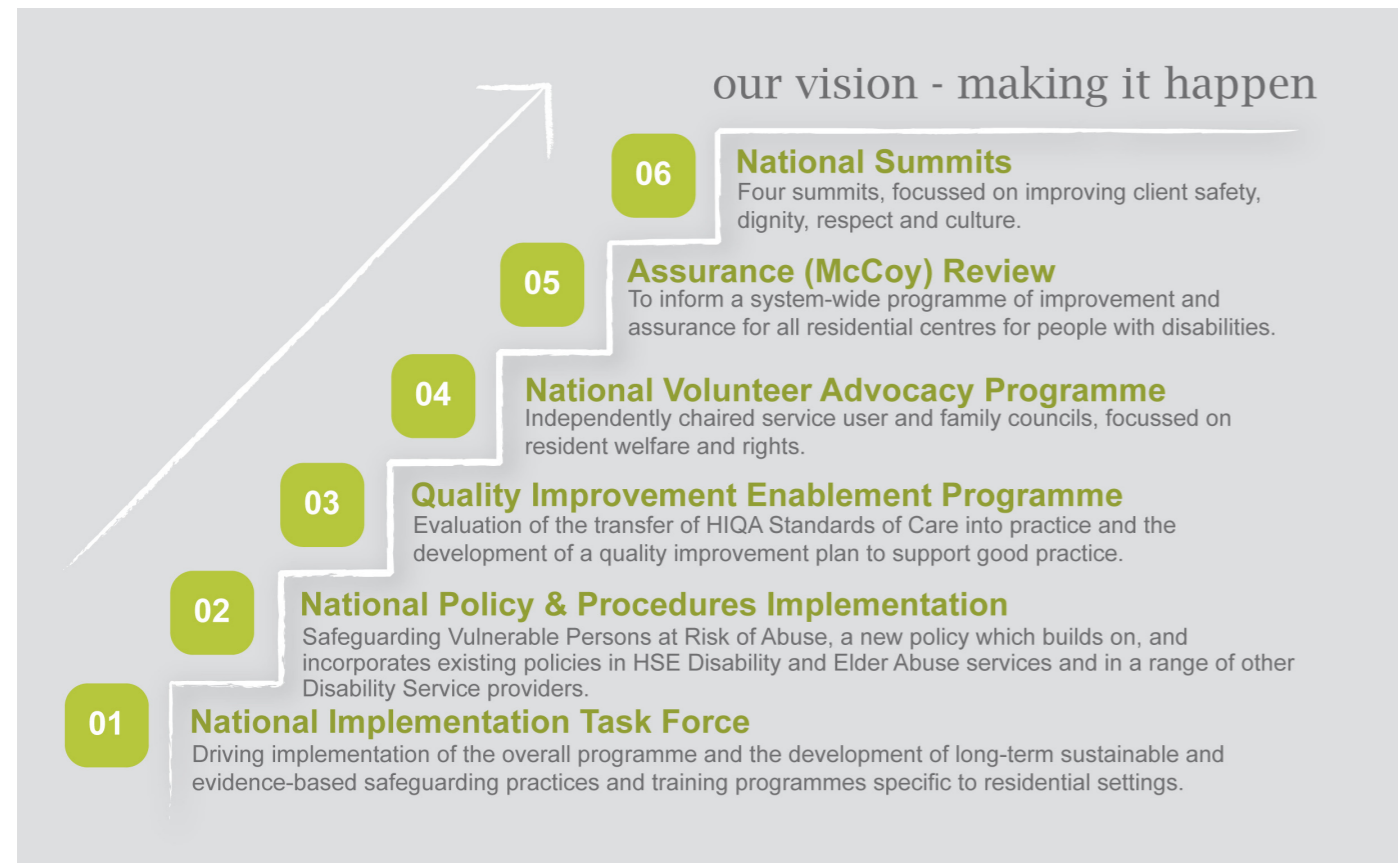 our vision - making it happen
06
National Summits
Four summits, focussed on improving client safety,
dignity, respect and culture.
05
Assurance (McCoy) Review
To inform a system-wide programme of improvement and
assurance for all residential centres for people with disabilities.
04
National Volunteer Advocacy Programme
Independently chaired service user and family councils, focussed on
resident welfare and rights.
03
Quality Improvement Enablement Programme
Evaluation of the transfer of HIQA Standards of Care into practice and the
development of a quality improvement plan to support good practice.
02
National Policy & Procedures Implementation
Safeguarding Vulnerable Persons at Risk of Abuse, a new policy which builds on, and
incorporates existing policies in HSE Disability and Elder Abuse services and in a range of other
Disability Service providers.
01
National Implementation Task Force
Driving implementation of the overall programme and the development of long-term sustainable and
evidence-based safeguarding practices and training programmes specific to residential settings.